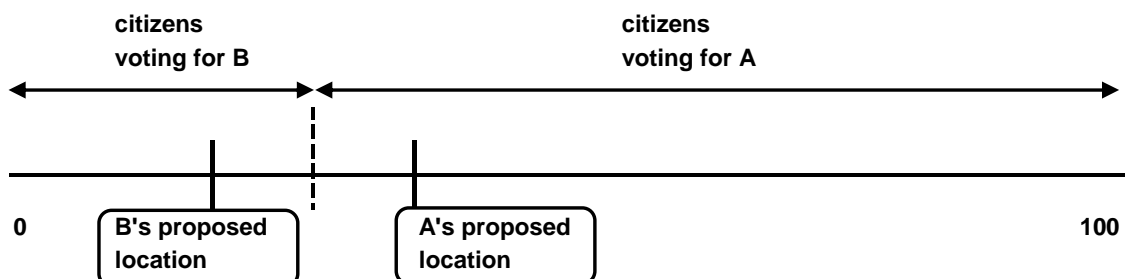 citizens
voting for B
citizens
voting for A
0
B's proposed
location
A's proposed
location
100